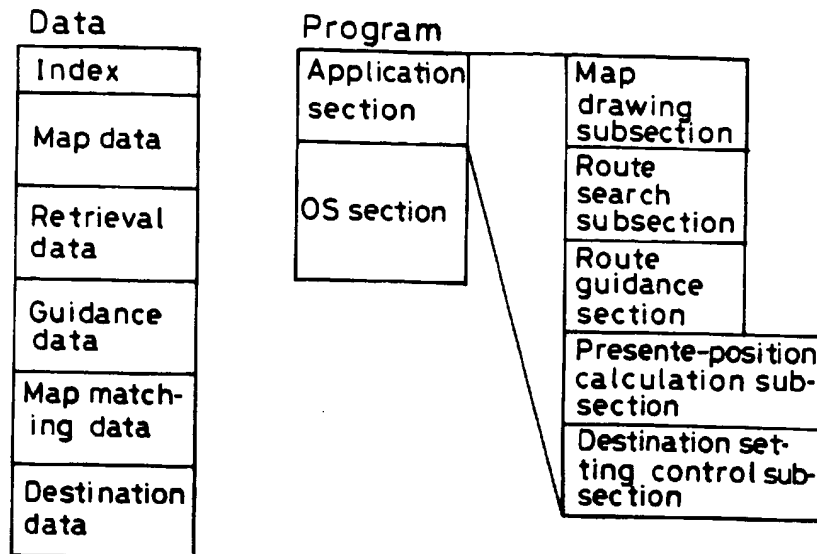 Data
Index
Map data
Retrieval
data
Guidance
data
Map match-
ing data
Destination
data
Program
Application
section
OS section
Map
drawing
subsection
Route
search
subsection
Route
guidance
section
Presente-position
calculation sub-
section
Destination set-
ting control sub-
section